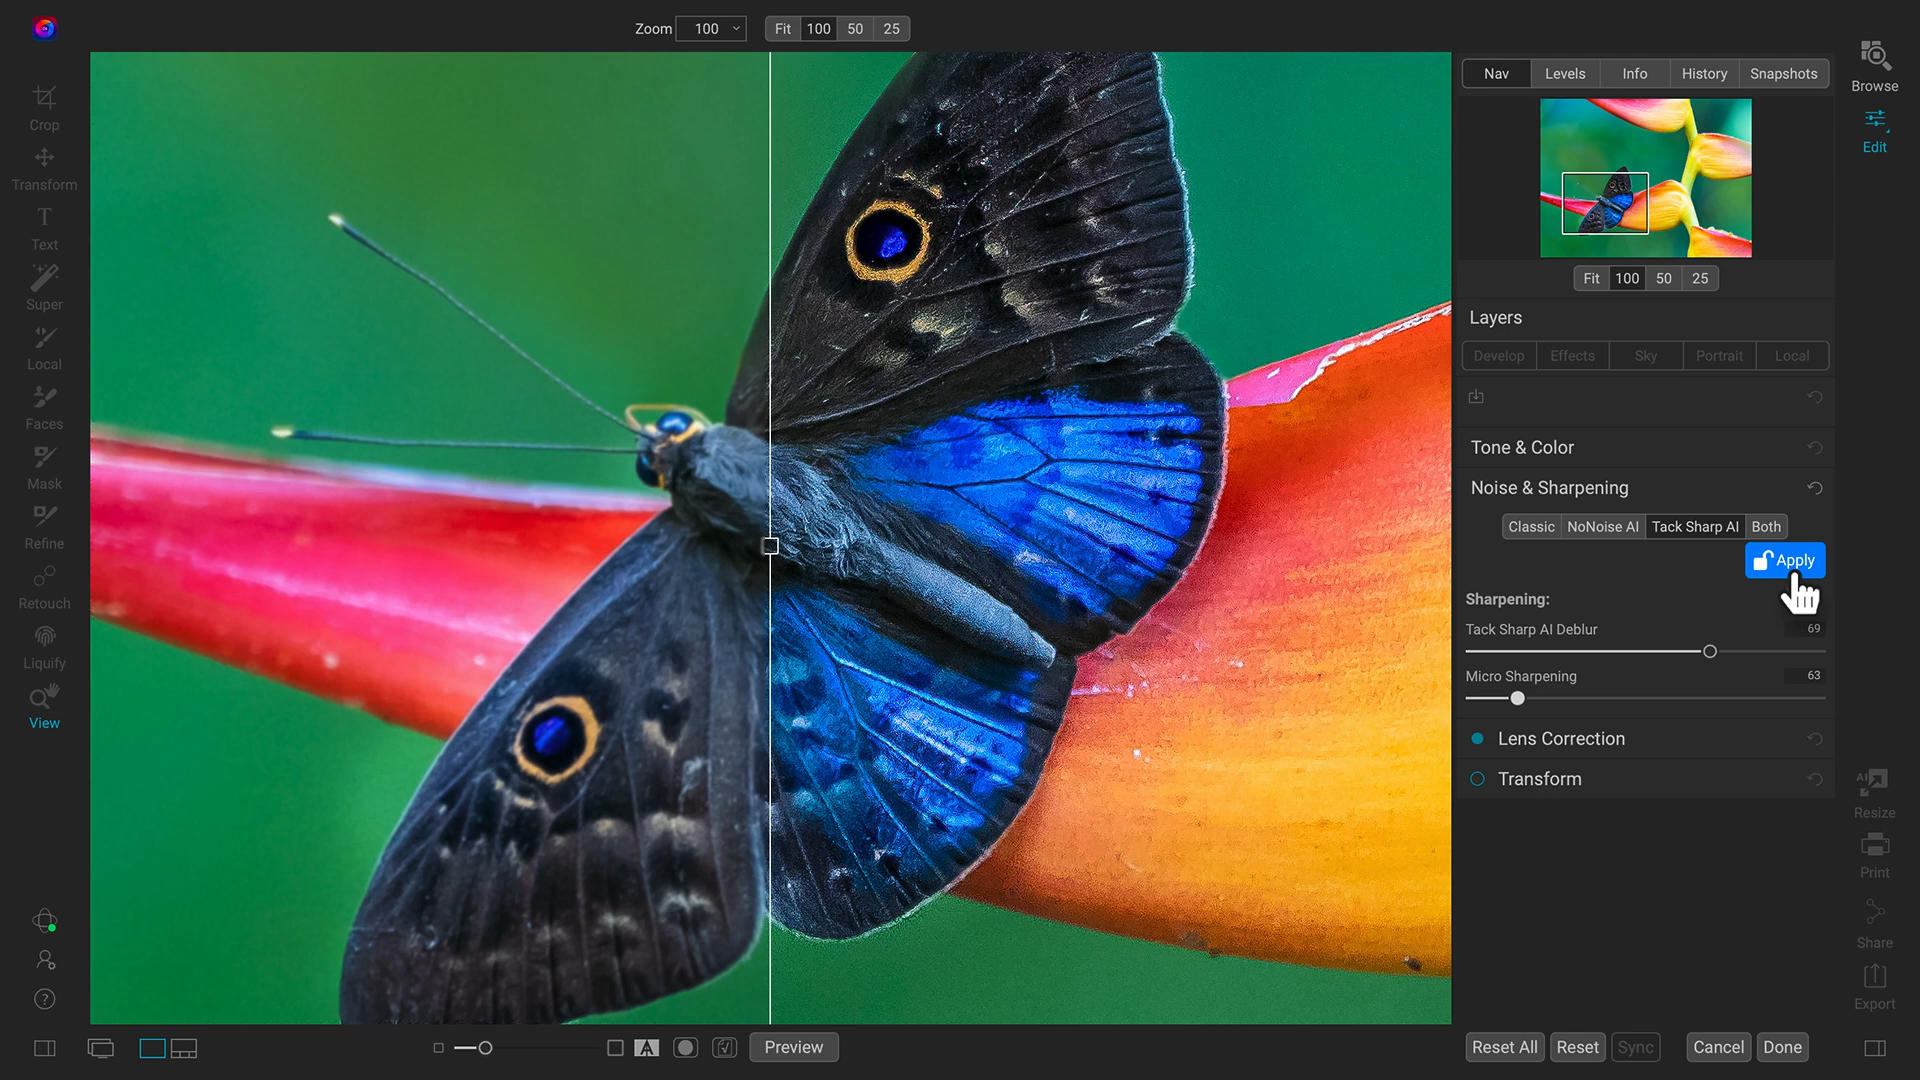 Zoom 100 Fit 100 50 25
Crop
Transform
T
Text
Super
Local
Faces
Mask
Refine
Retouch
Liquify
View
?
A
Preview
Nav Levels Info History Snapshots
Fit 100 50 25
Layers
Develop Effects Sky Portrait Local
Tone & Color
Noise & Sharpening
Classic NoNoise AI Tack Sharp AI Both
Apply
Sharpening:
Tack Sharp AI Deblur 69
Micro Sharpening 63
Lens Correction
Transform
Reset All Reset Sync Cancel Done
Browse
Edit
AI
Resize
Print
Share
Export